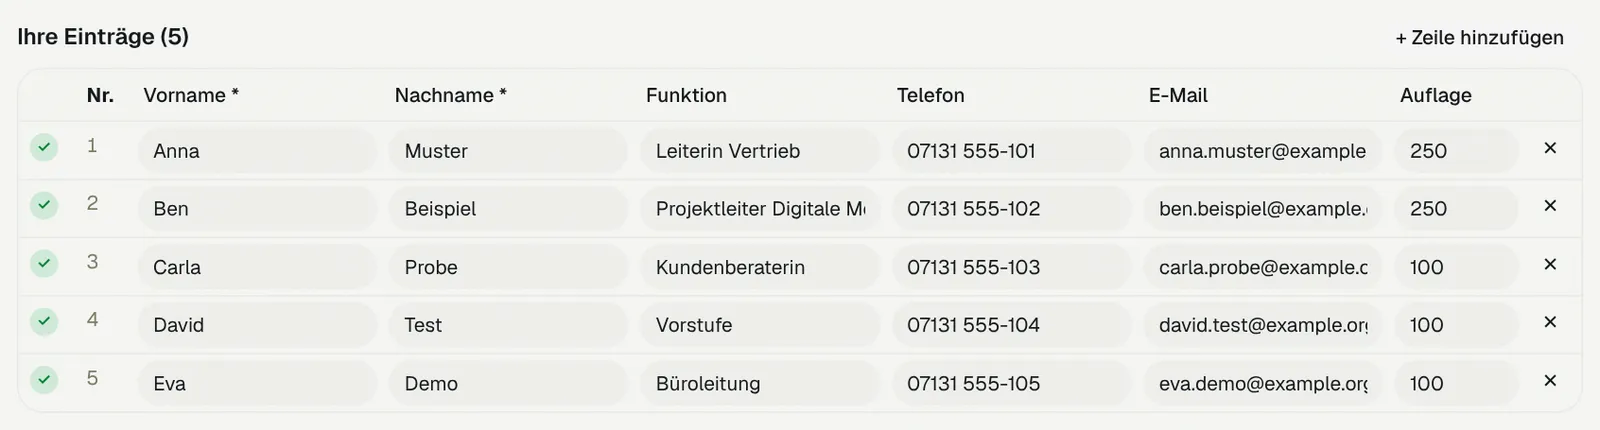 Ihre Einträge (5)
+ Zeile hinzufügen
Nr. Vorname * Nachname * Funktion Telefon E-Mail Auflage
1 Anna Muster Leiterin Vertrieb 07131 555-101 anna.muster@example 250 ×
2 Ben Beispiel Projektleiter Digitale 07131 555-102 ben.beispiel@example. 250 ×
3 Carla Probe Kundenberaterin 07131 555-103 carla.probe@example.c 100 ×
4 David Test Vorstufe 07131 555-104 david.test@example.org 100 ×
5 Eva Demo Büroleitung 07131 555-105 eva.demo@example.org 100 ×